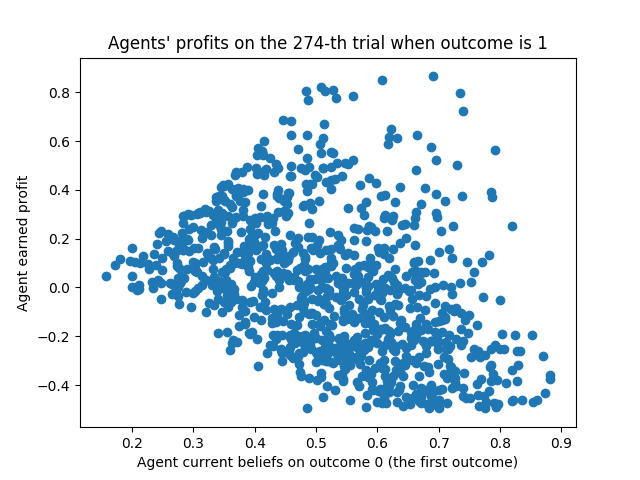 Agents' profits on the 274-th trial when outcome is 1
Agent earned profit
0.8
0.6
0.4
0.2
0.0
−0.2
−0.4
0.2 0.3 0.4 0.5 0.6 0.7 0.8 0.9
Agent current beliefs on outcome 0 (the first outcome)